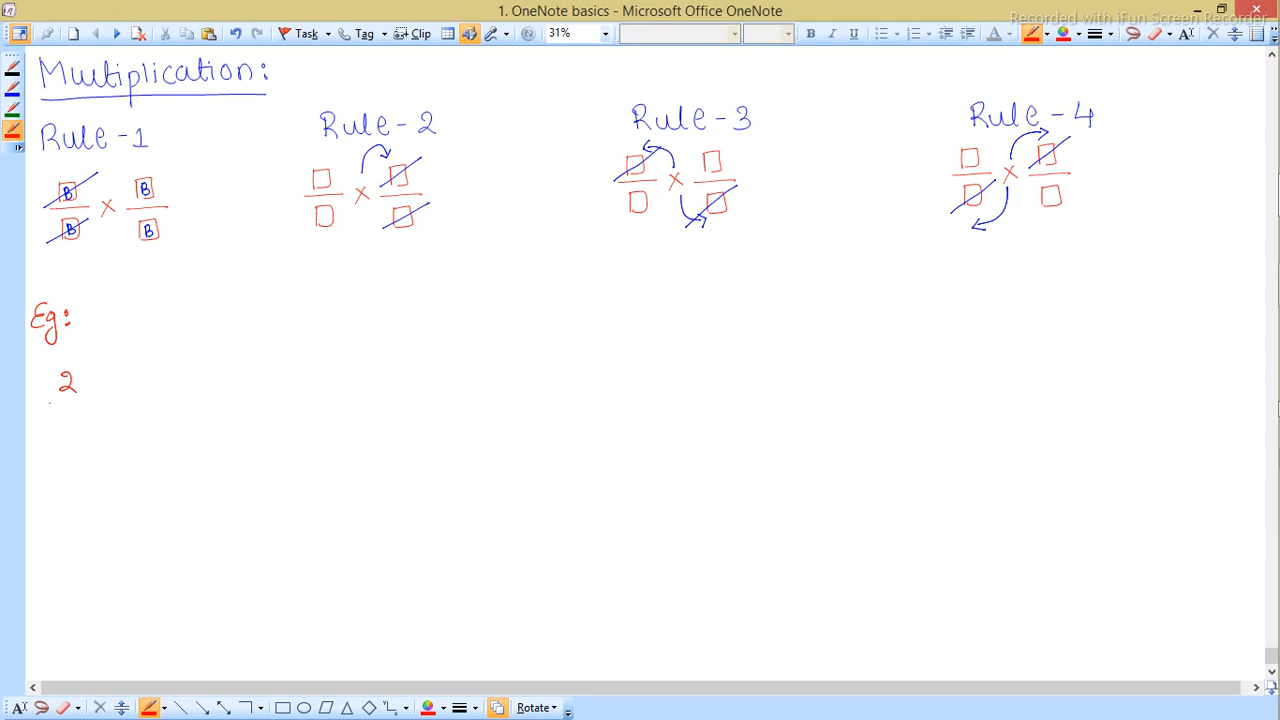 1. OneNote basics - Microsoft Office OneNote
Recorded with iFun Screen Recorder
Task Tag Clip 31% B I U A
Multiplication:
Rule-1 Rule-2 Rule-3 Rule-4
B × B
B B
□ × □
□ □
□ × □
□ □
□ × □
□ □
Eg:
2
Rotate